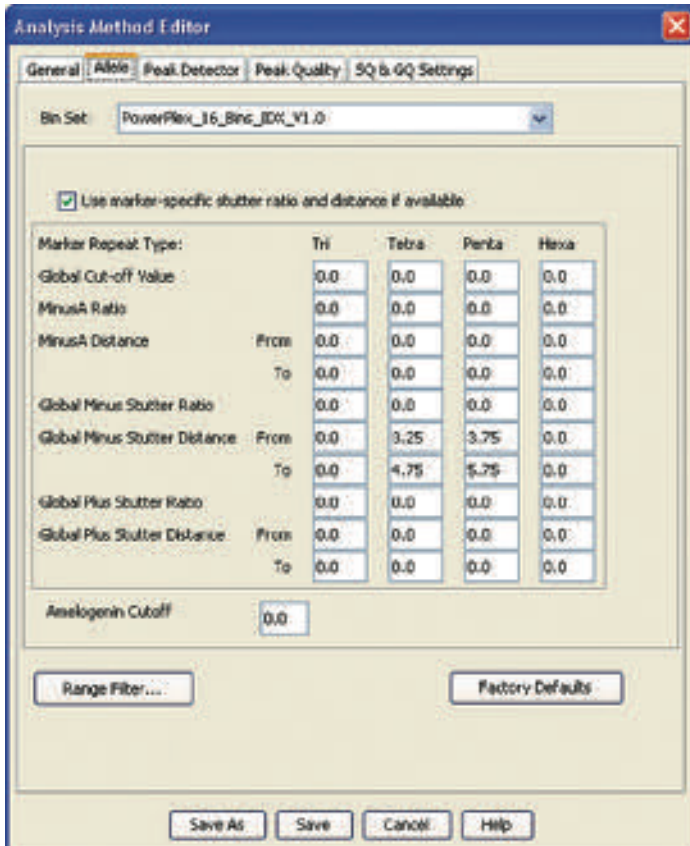 Analysis Method Editor
General Allele Peak Detector Peak Quality SQ & GQ Settings
Bin Set PowerPlex_16_Bins_IDX_V1.0
Use marker-specific stutter ratio and distance if available
Marker Repeat Type: Tri Tetra Penta Hexa
Global Cut-off Value 0.0 0.0 0.0 0.0
MinusA Ratio 0.0 0.0 0.0 0.0
MinusA Distance From 0.0 0.0 0.0 0.0
To 0.0 0.0 0.0 0.0
Global Minus Stutter Ratio 0.0 0.0 0.0 0.0
Global Minus Stutter Distance From 0.0 3.25 3.75 0.0
To 0.0 4.75 5.75 0.0
Global Plus Stutter Ratio 0.0 0.0 0.0 0.0
Global Plus Stutter Distance From 0.0 0.0 0.0 0.0
To 0.0 0.0 0.0 0.0
Amelogenin Cutoff 0.0
Range Filter... Factory Defaults
Save As Save Cancel Help